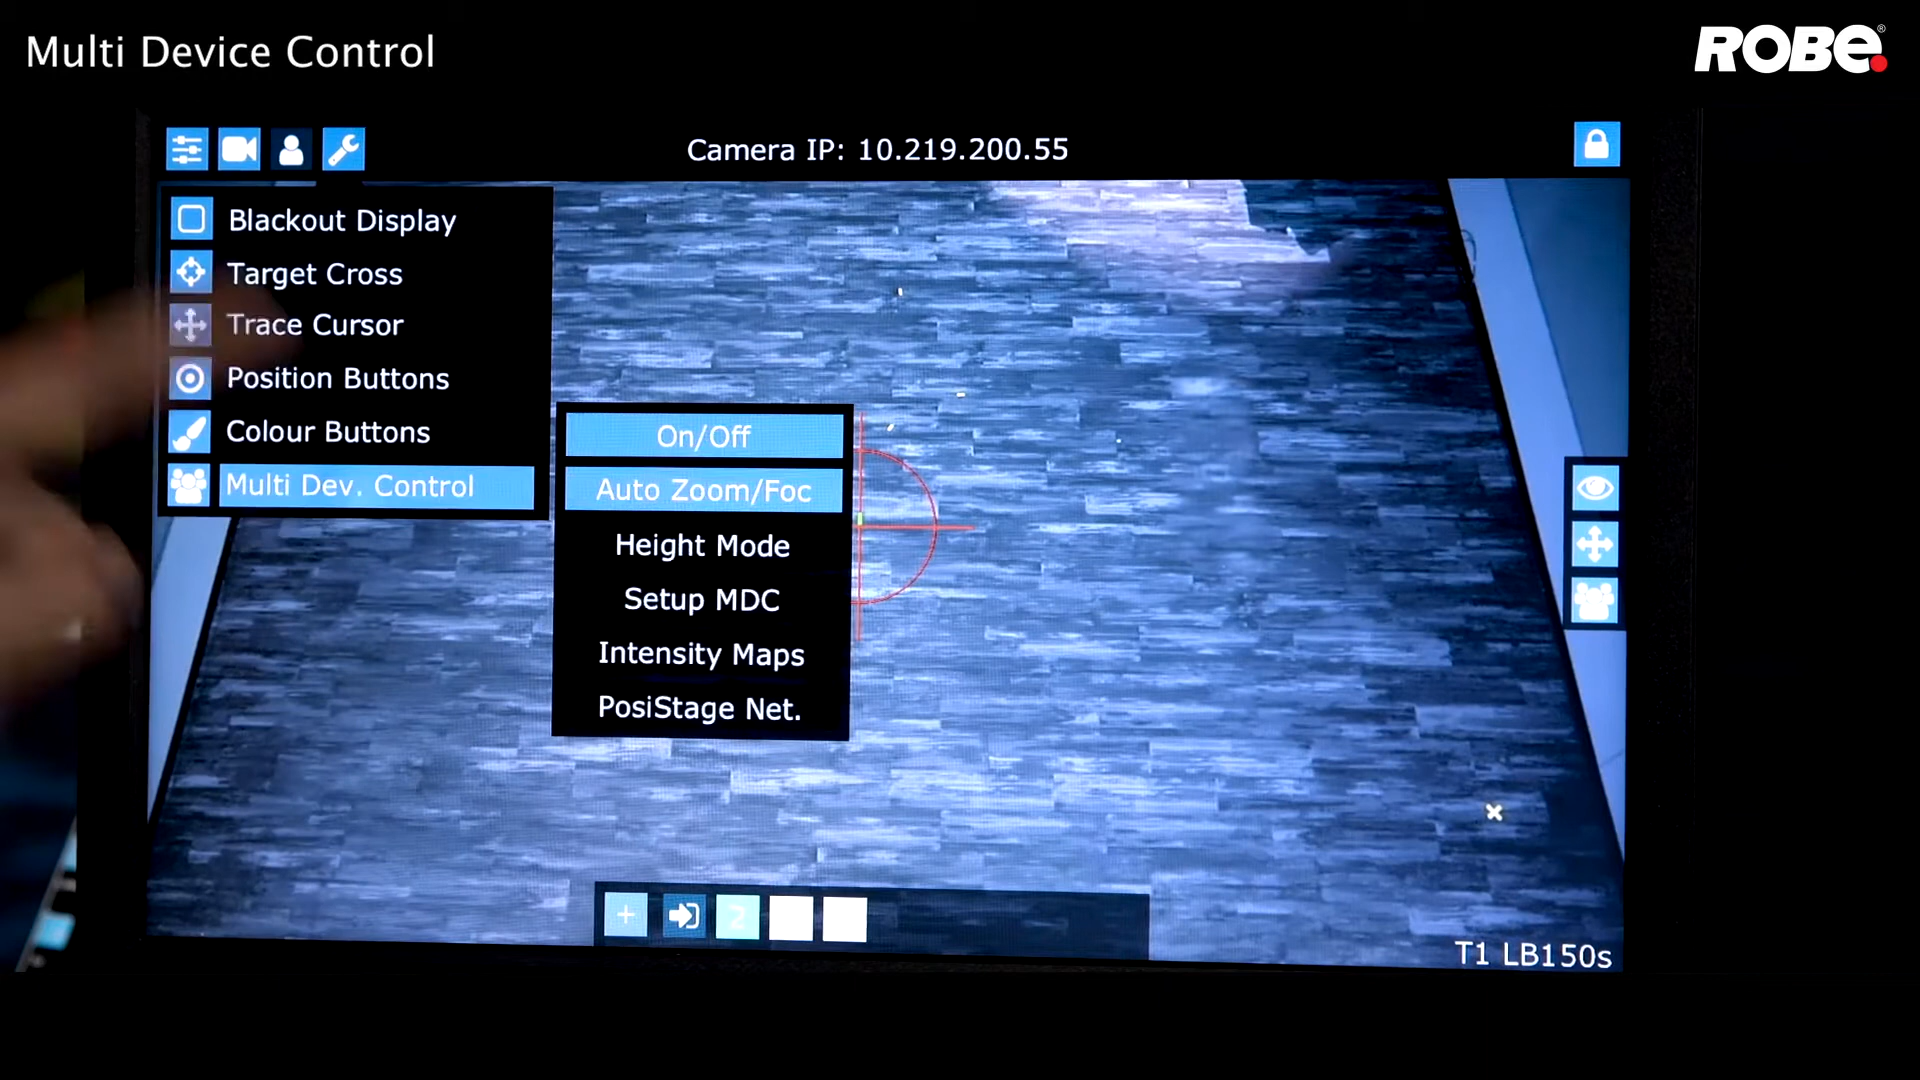 Multi Device Control
ROBE®
Camera IP: 10.219.200.55
Blackout Display
Target Cross
Trace Cursor
Position Buttons
Colour Buttons
Multi Dev. Control
On/Off
Auto Zoom/Foc
Height Mode
Setup MDC
Intensity Maps
PosiStage Net.
+
2
T1 LB150s